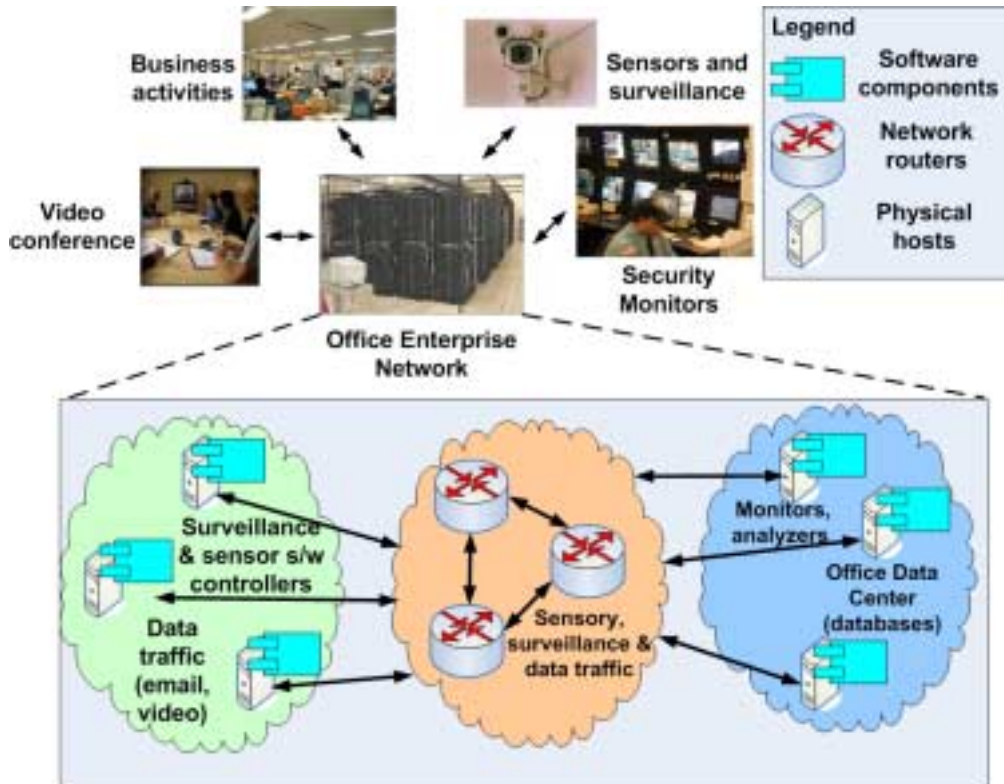 Business
activities
Sensors and
surveillance
Legend
Software
components
Network
routers
Physical
hosts
Video
conference
Security
Monitors
Office Enterprise
Network
Surveillance
& sensor s/w
controllers
Data
traffic
(email,
video)
Sensory,
surveillance &
data traffic
Monitors,
analyzers
Office Data
Center
(databases)